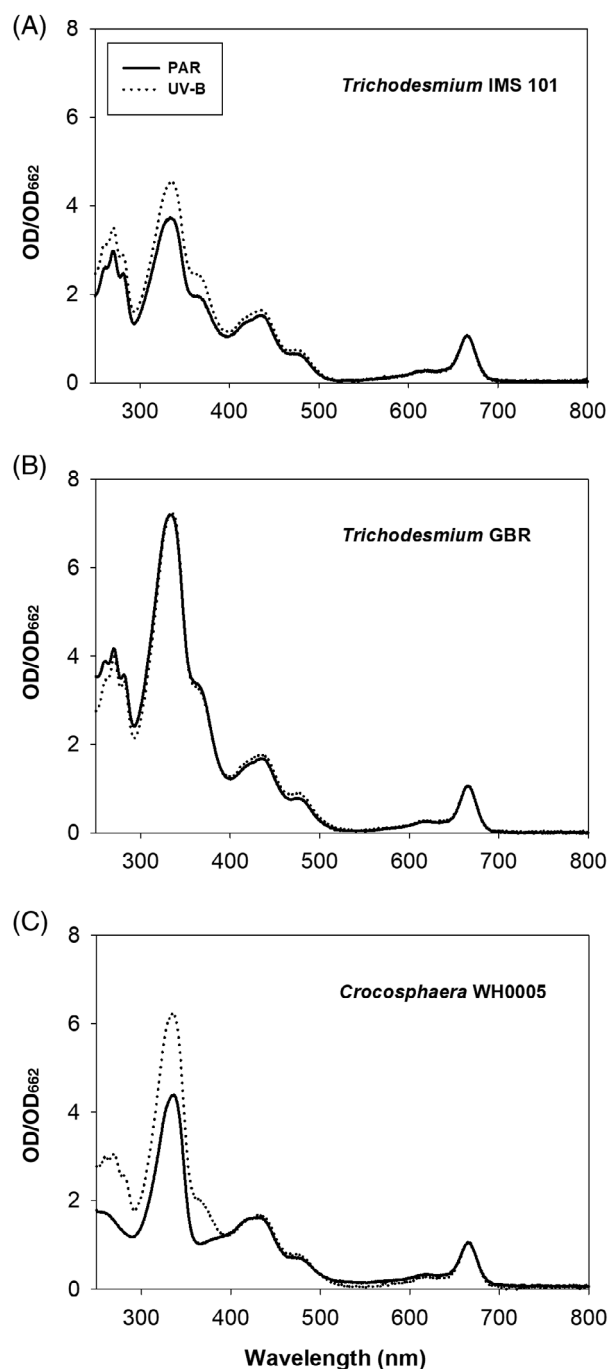 (A)
8
PAR
UV-B
Trichodesmium IMS 101
6
OD/OD662
4
2
0
300 400 500 600 700 800
(B)
8
Trichodesmium GBR
6
OD/OD662
4
2
0
300 400 500 600 700 800
(C)
8
Crocosphaera WH0005
6
OD/OD662
4
2
0
300 400 500 600 700 800
Wavelength (nm)